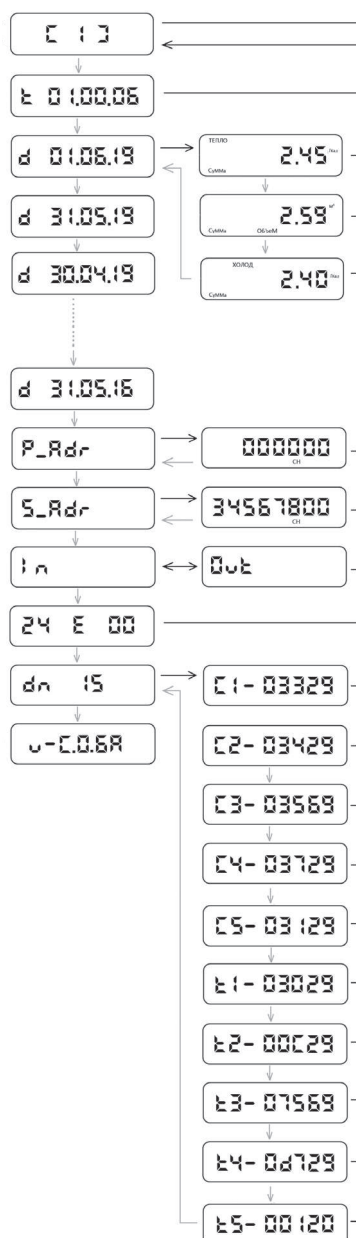 [ 1 ]
t 01.00.06
d 01.06.19
ТЕПЛО
2.45
Сумма
d 31.05.19
2.59 м³
Сумма Объем
d 30.04.19
ХОЛОД
2.40
Сумма
d 31.05.16
P_Adr
000000
СН
S_Adr
34567800
СН
In
Out
24 E 00
dn 15
C1-03329
u-C.0.6A
C2-03429
C3-03569
C4-03729
C5-03129
t1-03029
t2-00C29
t3-07569
t4-0d729
t5-00120